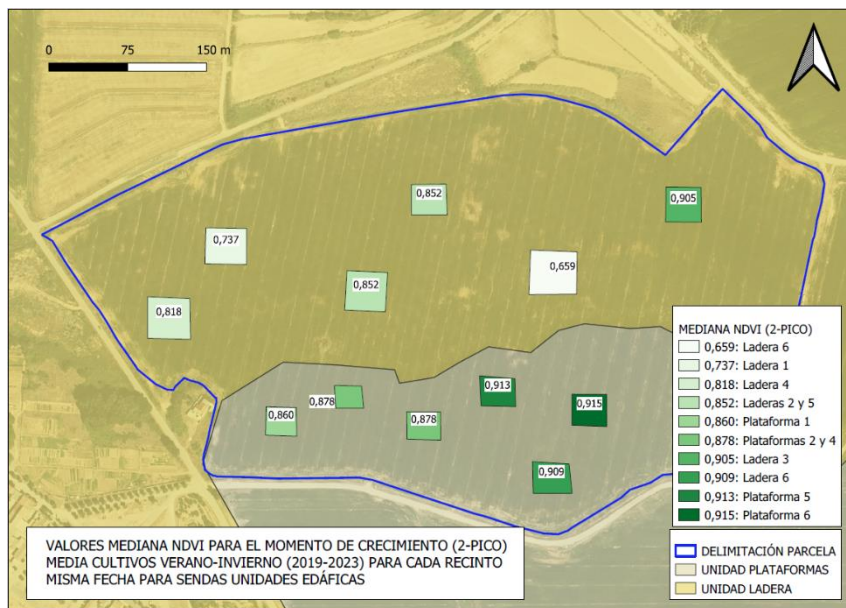 0 75 150 m
0,852
0,905
0,737
0,852
0,659
0,818
0,913
0,878
0,915
0,860
0,878
0,909
MEDIANA NDVI (2-PICO)
0,659: Ladera 6
0,737: Ladera 1
0,818: Ladera 4
0,852: Laderas 2 y 5
0,860: Plataforma 1
0,878: Plataformas 2 y 4
0,905: Ladera 3
0,909: Ladera 6
0,913: Plataforma 5
0,915: Plataforma 6
DELIMITACIÓN PARCELA
UNIDAD PLATAFORMAS
UNIDAD LADERA
VALORES MEDIANA NDVI PARA EL MOMENTO DE CRECIMIENTO (2-PICO)
MEDIA CULTIVOS VERANO-INVIERNO (2019-2023) PARA CADA RECINTO
MISMA FECHA PARA SENDAS UNIDADES EDÁFICAS